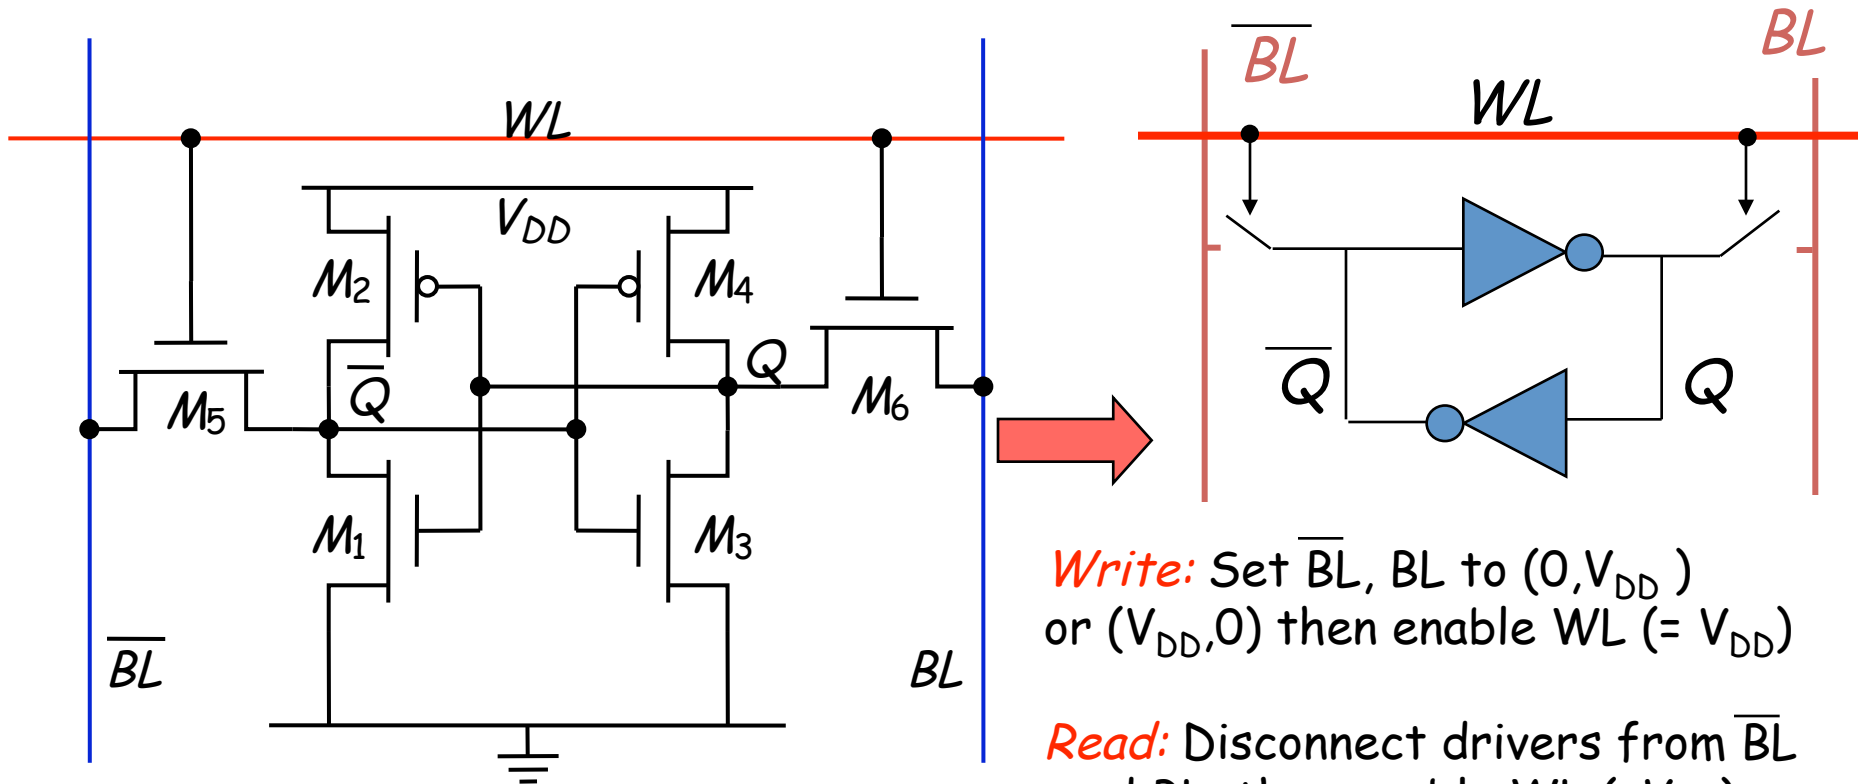 WL
V_DD
M2
M4
Q̅
Q
M5
M6
M1
M3
B̅L̅
BL
B̅L̅
BL
WL
Q̅
Q
Write: Set B̅L̅, BL to (0,V_DD )
or (V_DD,0) then enable WL (= V_DD)
Read: Disconnect drivers from B̅L̅